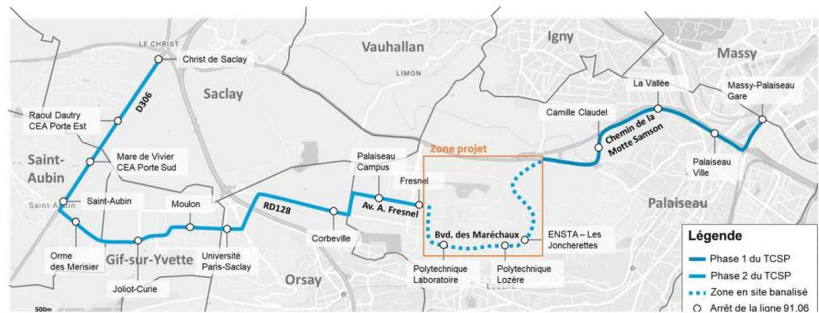 LE CHRIST
Christ de Saclay
Vauhallan
LIMON
Igny
Massy
Saclay
La Vallée
Massy-Palaiseau
Gare
Raoul Dautry
CEA Porte Est
D306
Camille Claudel
Chemin de la
Motte Samson
Zone projet
Saint-
Aubin
Mare de Vivier
CEA Porte Sud
Palaiseau
Campus
Fresnel
Palaiseau
Ville
Saint-Aubin
Saint-Aubin
Moulon
RD128
Av. A. Fresnel
Palaiseau
Bvd. des Maréchaux
ENSTA – Les
Joncherettes
Orme
des Merisier
Gif-sur-Yvette
Joliot-Curie
Université
Paris-Saclay
Corbeville
Orsay
Polytechnique
Laboratoire
Polytechnique
Lozère
Légende
Phase 1 du TCSP
Phase 2 du TCSP
Zone en site banalisé
Arrêt de la ligne 91.06
500m